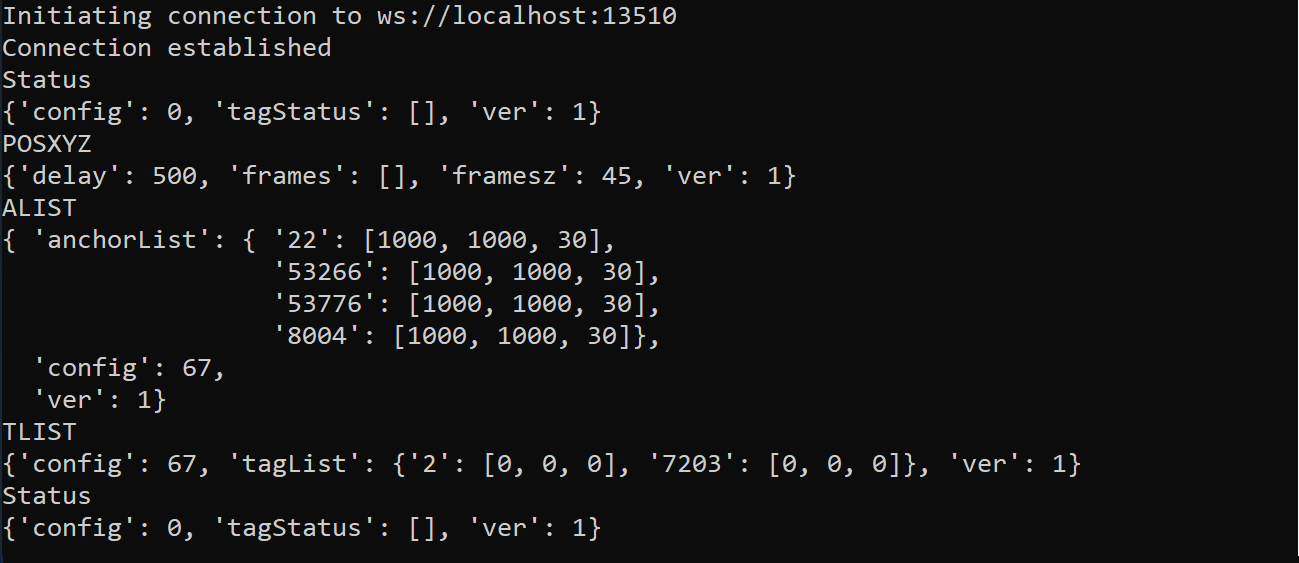 Initiating connection to ws://localhost:13510
Connection established
Status
{'config': 0, 'tagStatus': [], 'ver': 1}
POSXYZ
{'delay': 500, 'frames': [], 'framesz': 45, 'ver': 1}
ALIST
{ 'anchorList': { '22': [1000, 1000, 30],
                  '53266': [1000, 1000, 30],
                  '53776': [1000, 1000, 30],
                  '8004': [1000, 1000, 30]},
  'config': 67,
  'ver': 1}
TLIST
{'config': 67, 'tagList': {'2': [0, 0, 0], '7203': [0, 0, 0]}, 'ver': 1}
Status
{'config': 0, 'tagStatus': [], 'ver': 1}